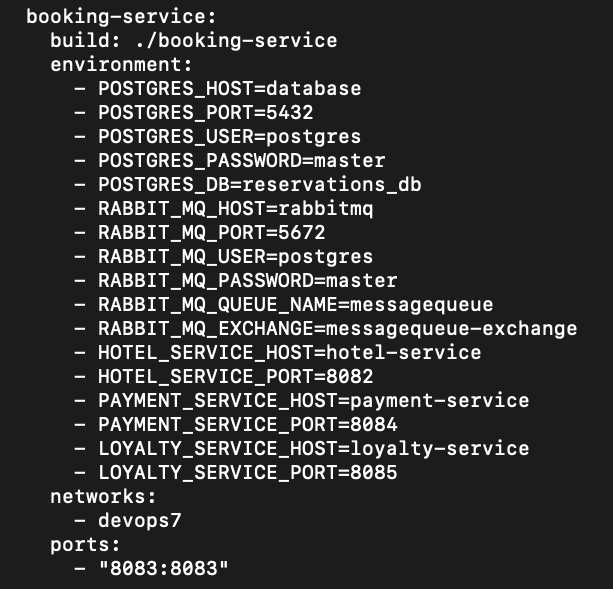 booking-service:
  build: ./booking-service
  environment:
    - POSTGRES_HOST=database
    - POSTGRES_PORT=5432
    - POSTGRES_USER=postgres
    - POSTGRES_PASSWORD=master
    - POSTGRES_DB=reservations_db
    - RABBIT_MQ_HOST=rabbitmq
    - RABBIT_MQ_PORT=5672
    - RABBIT_MQ_USER=postgres
    - RABBIT_MQ_PASSWORD=master
    - RABBIT_MQ_QUEUE_NAME=messagequeue
    - RABBIT_MQ_EXCHANGE=messagequeue-exchange
    - HOTEL_SERVICE_HOST=hotel-service
    - HOTEL_SERVICE_PORT=8082
    - PAYMENT_SERVICE_HOST=payment-service
    - PAYMENT_SERVICE_PORT=8084
    - LOYALTY_SERVICE_HOST=loyalty-service
    - LOYALTY_SERVICE_PORT=8085
  networks:
    - devops7
  ports:
    - "8083:8083"